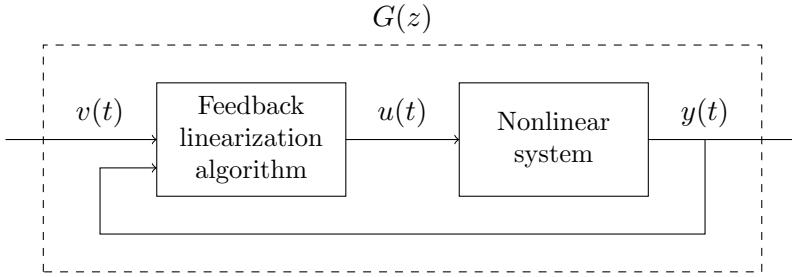 G(z)
v(t)
Feedback
linearization
algorithm
u(t)
Nonlinear
system
y(t)